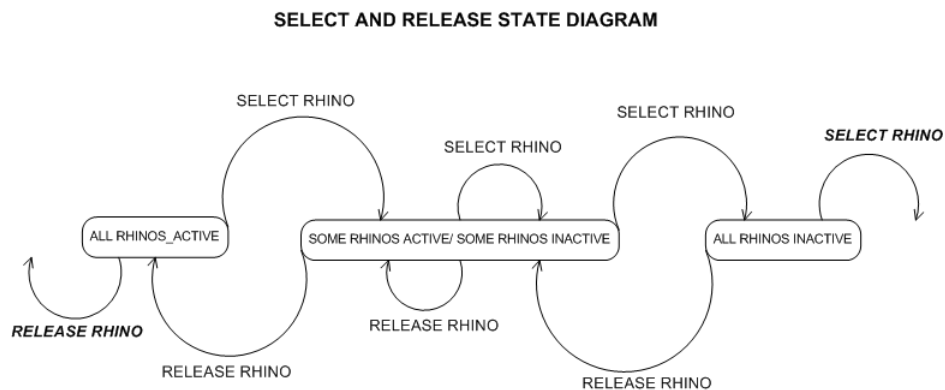 SELECT AND RELEASE STATE DIAGRAM
SELECT RHINO
SELECT RHINO
SELECT RHINO
SELECT RHINO
ALL RHINOS_ACTIVE
SOME RHINOS ACTIVE/ SOME RHINOS INACTIVE
ALL RHINOS INACTIVE
RELEASE RHINO
RELEASE RHINO
RELEASE RHINO
RELEASE RHINO